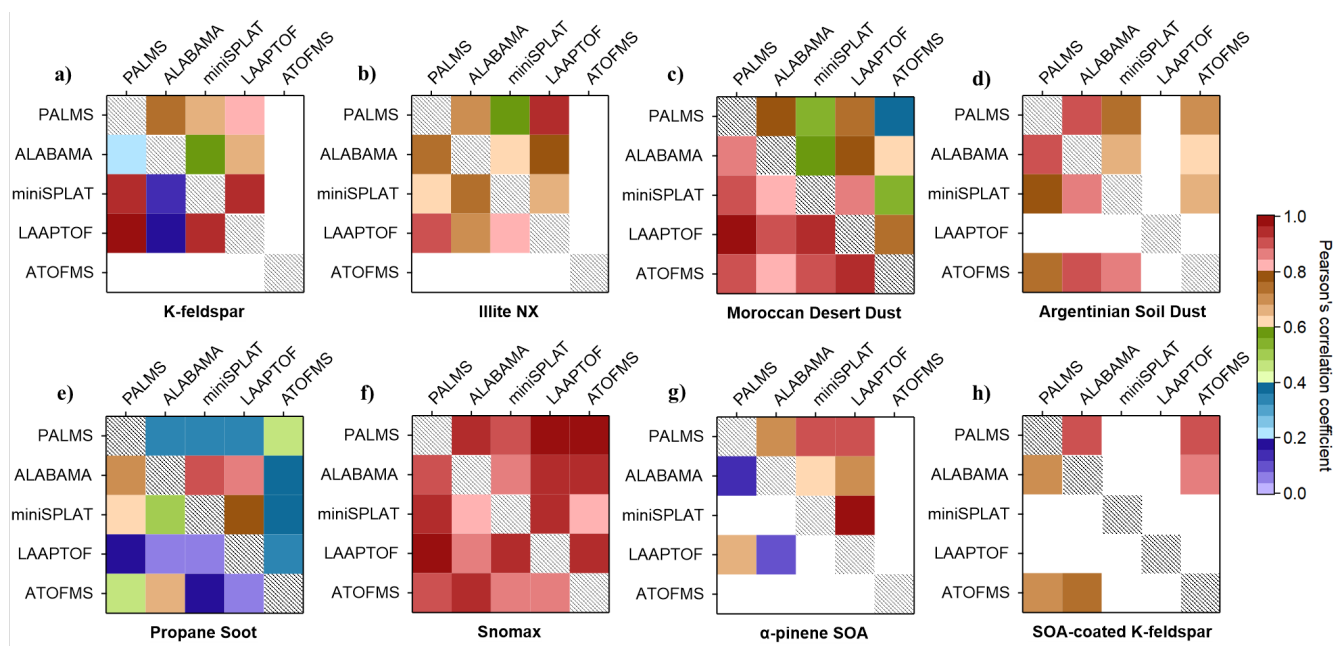 a)
PALMS
ALABAMA
miniSPLAT
LAAPTOF
ATOFMS
PALMS
ALABAMA
miniSPLAT
LAAPTOF
ATOFMS
K-feldspar
b)
PALMS
ALABAMA
miniSPLAT
LAAPTOF
ATOFMS
PALMS
ALABAMA
miniSPLAT
LAAPTOF
ATOFMS
Illite NX
c)
PALMS
ALABAMA
miniSPLAT
LAAPTOF
ATOFMS
PALMS
ALABAMA
miniSPLAT
LAAPTOF
ATOFMS
Moroccan Desert Dust
d)
PALMS
ALABAMA
miniSPLAT
LAAPTOF
ATOFMS
PALMS
ALABAMA
miniSPLAT
LAAPTOF
ATOFMS
Argentinian Soil Dust
e)
PALMS
ALABAMA
miniSPLAT
LAAPTOF
ATOFMS
PALMS
ALABAMA
miniSPLAT
LAAPTOF
ATOFMS
Propane Soot
f)
PALMS
ALABAMA
miniSPLAT
LAAPTOF
ATOFMS
PALMS
ALABAMA
miniSPLAT
LAAPTOF
ATOFMS
Snomax
g)
PALMS
ALABAMA
miniSPLAT
LAAPTOF
ATOFMS
PALMS
ALABAMA
miniSPLAT
LAAPTOF
ATOFMS
α-pinene SOA
h)
PALMS
ALABAMA
miniSPLAT
LAAPTOF
ATOFMS
PALMS
ALABAMA
miniSPLAT
LAAPTOF
ATOFMS
SOA-coated K-feldspar
1.0
0.8
0.6
0.4
0.2
0.0
Pearson's correlation coefficient